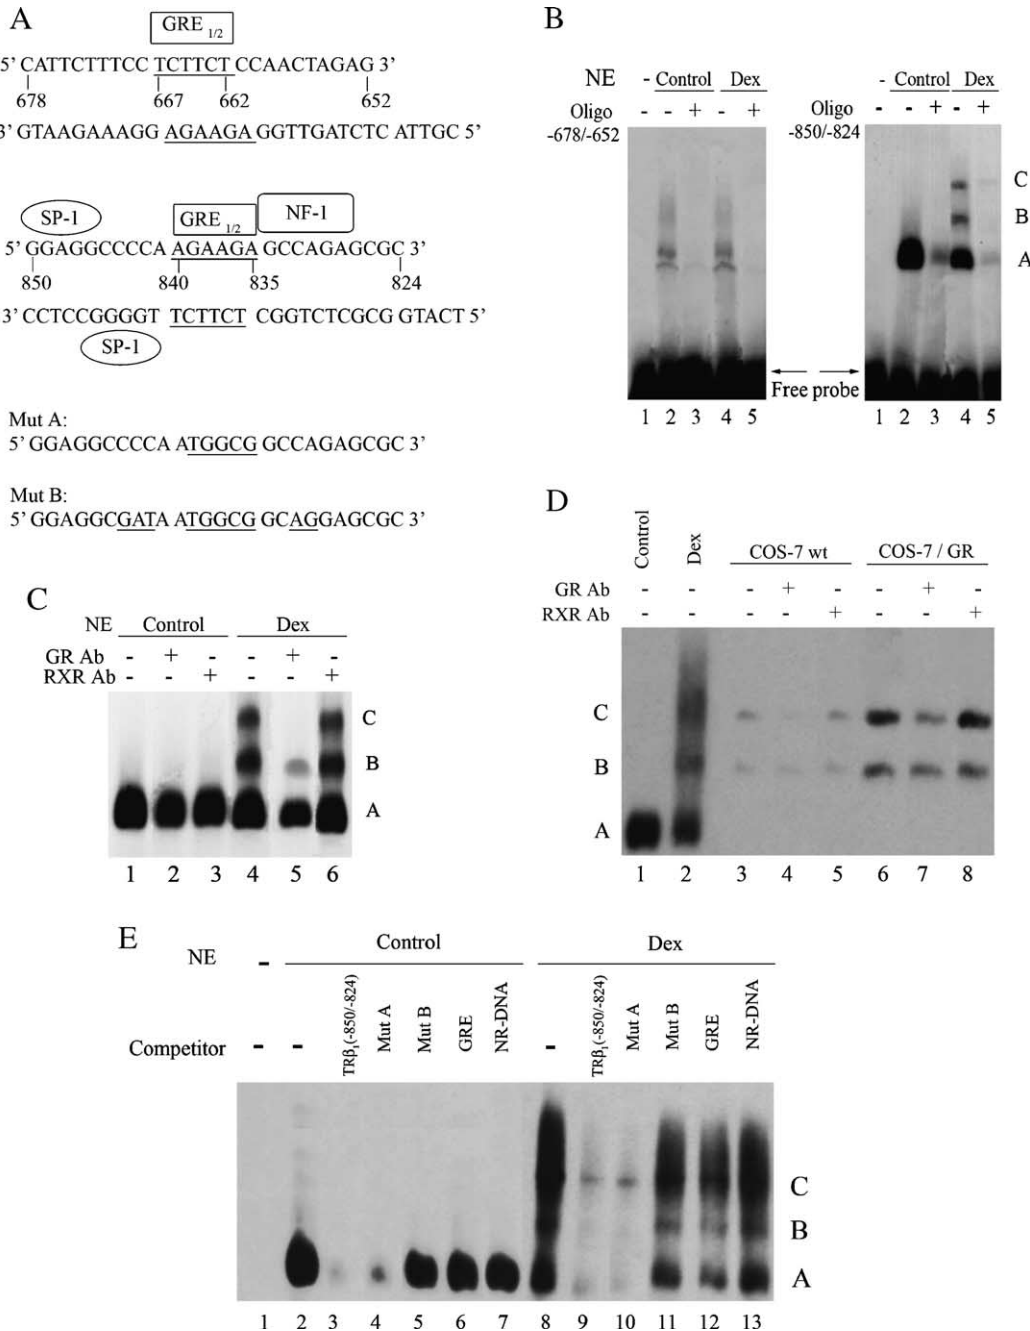 A
GRE 1/2
5' CATTCTTTCC TCTTCT CCAACTAGAG 3'
678 667 662 652
3' GTAAGAAAGG AGAAGA GGTTGATCTC ATTGC 5'
SP-1 GRE 1/2 NF-1
5' GGAGGCCCCA AGAAGA GCCAGAGCGC 3'
850 840 835 824
3' CCTCCGGGGT TCTTCT CGGTCTCGCG GTACT 5'
SP-1
Mut A:
5' GGAGGCCCCA ATGGCG GCCAGAGCGC 3'
Mut B:
5' GGAGGCGATA ATGGCG GCAGGAGCGC 3'
B
NE - Control Dex - Control Dex
Oligo - - + - + Oligo - - + - +
-678/-652 -850/-824
C
B
A
Free probe
1 2 3 4 5 1 2 3 4 5
C
NE Control Dex
GR Ab - + - - + -
RXR Ab - - + - - +
C
B
A
1 2 3 4 5 6
D
Control Dex COS-7 wt COS-7 / GR
GR Ab - - - + - - + -
RXR Ab - - - - + - - +
C
B
A
1 2 3 4 5 6 7 8
E
NE - Control Dex
Competitor - - TRβ1(-850/-824) Mut A Mut B GRE NR-DNA - TRβ1(-850/-824) Mut A Mut B GRE NR-DNA
C
B
A
1 2 3 4 5 6 7 8 9 10 11 12 13